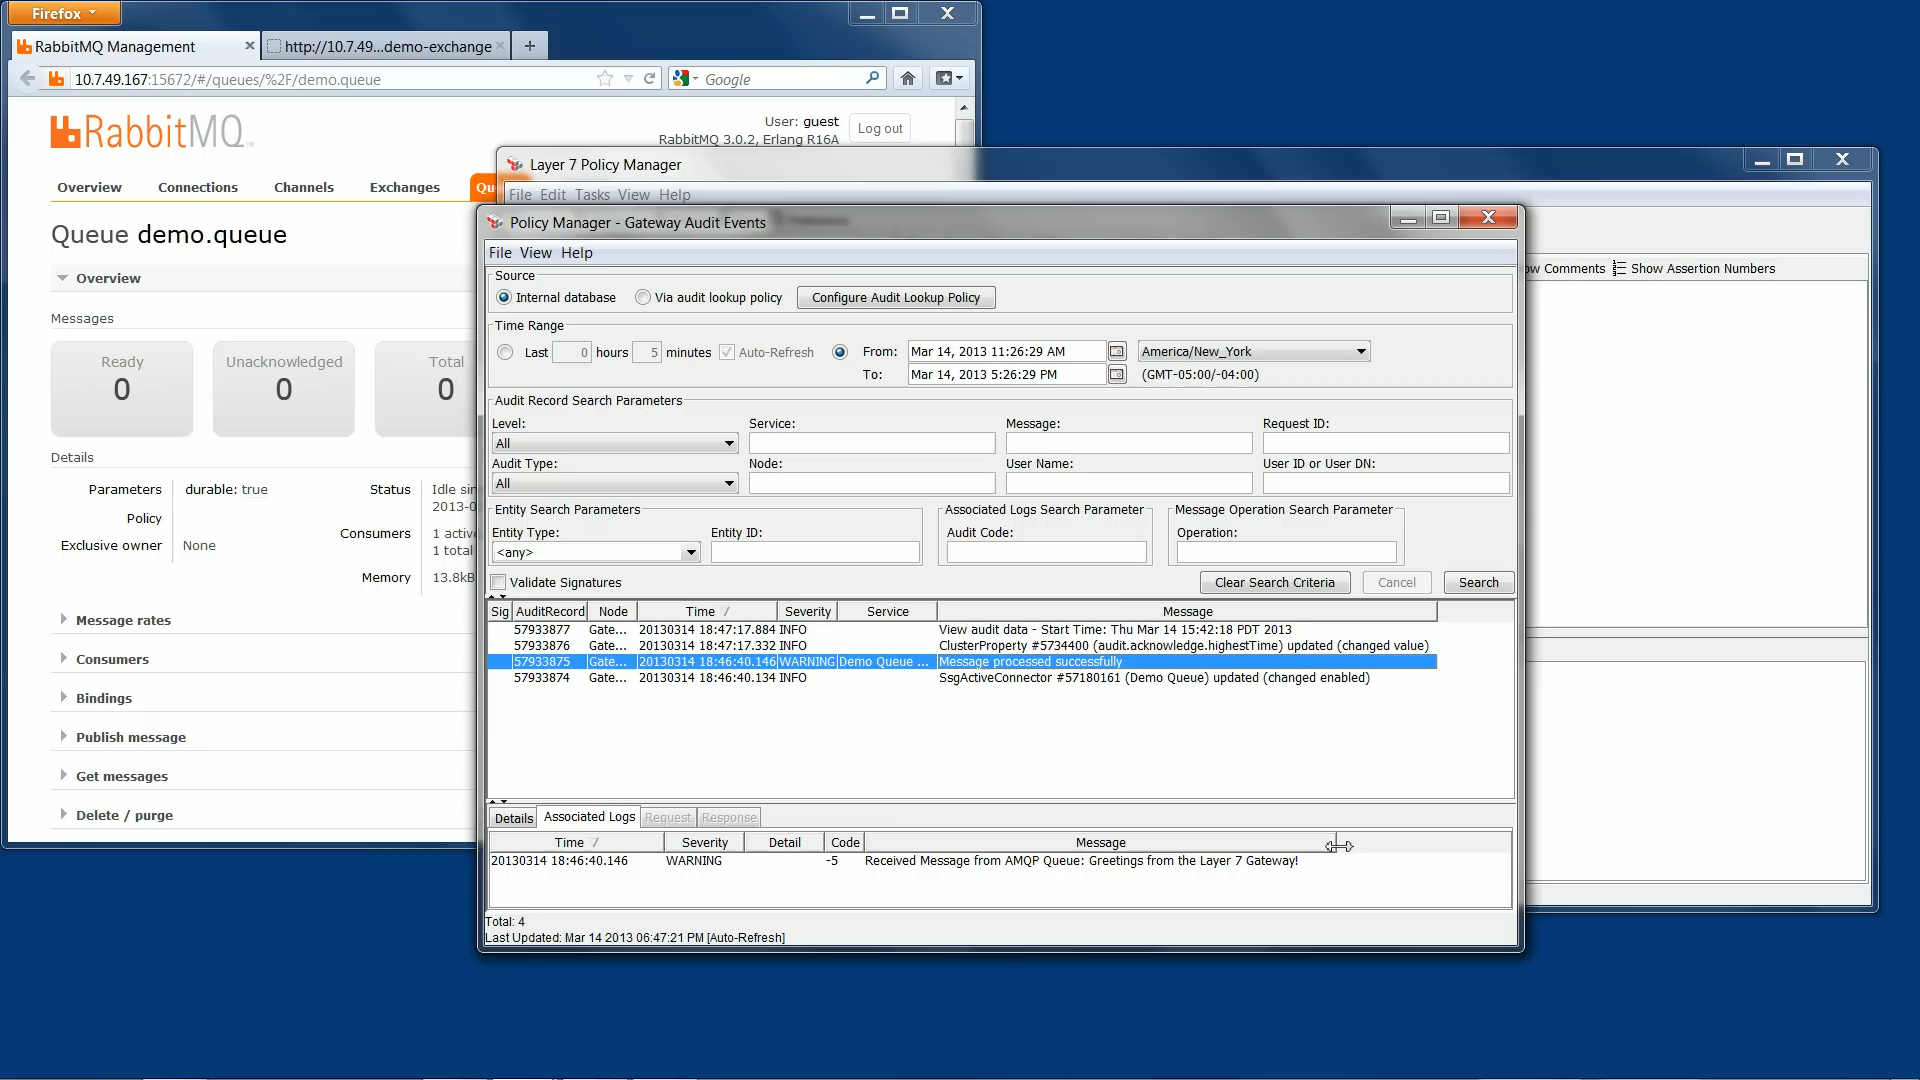 Firefox
RabbitMQ Management
http://10.7.49...demo-exchange
10.7.49.167:15672/#/queues/%2F/demo.queue
Google
RabbitMQ
User: guest
Log out
RabbitMQ 3.0.2, Erlang R16A
Overview Connections Channels Exchanges Qu
Queue demo.queue
Overview
Messages
Ready
0
Unacknowledged
0
Total
0
Details
Parameters durable: true
Policy
Exclusive owner None
Status Idle sin
2013-0
Consumers 1 active
1 total
Memory 13.8kB
Message rates
Consumers
Bindings
Publish message
Get messages
Delete / purge
Layer 7 Policy Manager
File Edit Tasks View Help
ow Comments Show Assertion Numbers
Policy Manager - Gateway Audit Events
File View Help
Source
Internal database Via audit lookup policy Configure Audit Lookup Policy
Time Range
Last 0 hours 5 minutes Auto-Refresh From: Mar 14, 2013 11:26:29 AM America/New_York
To: Mar 14, 2013 5:26:29 PM (GMT-05:00/-04:00)
Audit Record Search Parameters
Level: Service: Message: Request ID:
All
Audit Type: Node: User Name: User ID or User DN:
All
Entity Search Parameters Associated Logs Search Parameter Message Operation Search Parameter
Entity Type: Entity ID: Audit Code: Operation:
<any>
Validate Signatures Clear Search Criteria Cancel Search
Sig AuditRecord Node Time Severity Service Message
57933877 Gate... 20130314 18:47:17.884 INFO View audit data - Start Time: Thu Mar 14 15:42:18 PDT 2013
57933876 Gate... 20130314 18:47:17.332 INFO ClusterProperty #5734400 (audit.acknowledge.highestTime) updated (changed value)
57933875 Gate... 20130314 18:46:40.146 WARNING Demo Queue ... Message processed successfully
57933874 Gate... 20130314 18:46:40.134 INFO SsgActiveConnector #57180161 (Demo Queue) updated (changed enabled)
Details Associated Logs Request Response
Time Severity Detail Code Message
20130314 18:46:40.146 WARNING -5 Received Message from AMQP Queue: Greetings from the Layer 7 Gateway!
Total: 4
Last Updated: Mar 14 2013 06:47:21 PM [Auto-Refresh]